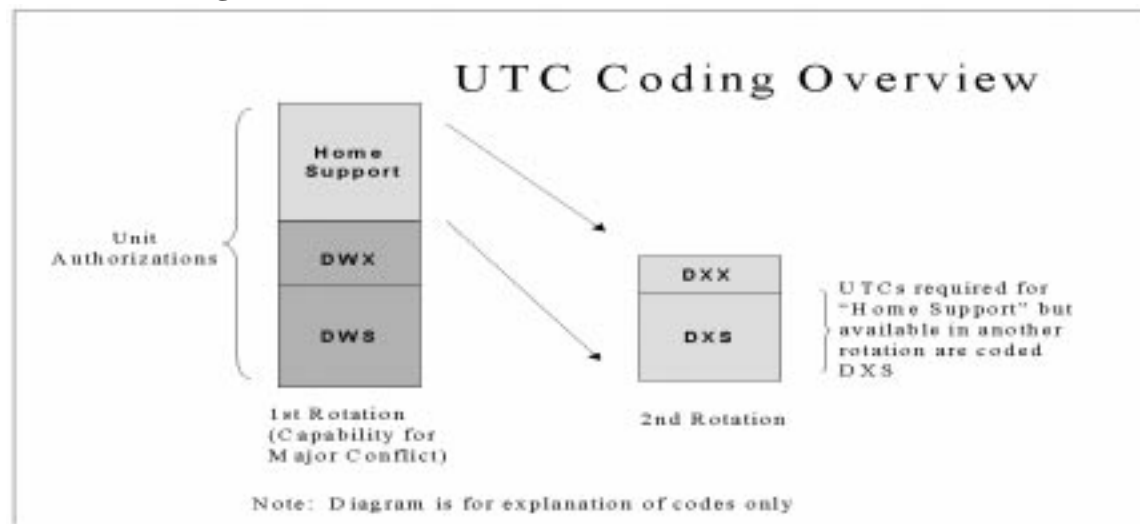 UTC Coding Overview
Home
Support
DWX
DWS
Unit
Authorizations
1st Rotation
(Capability for
Major Conflict)
DXX
DXS
2nd Rotation
UTCs required for
"Home Support" but
available in another
rotation are coded
DXS
Note: Diagram is for explanation of codes only